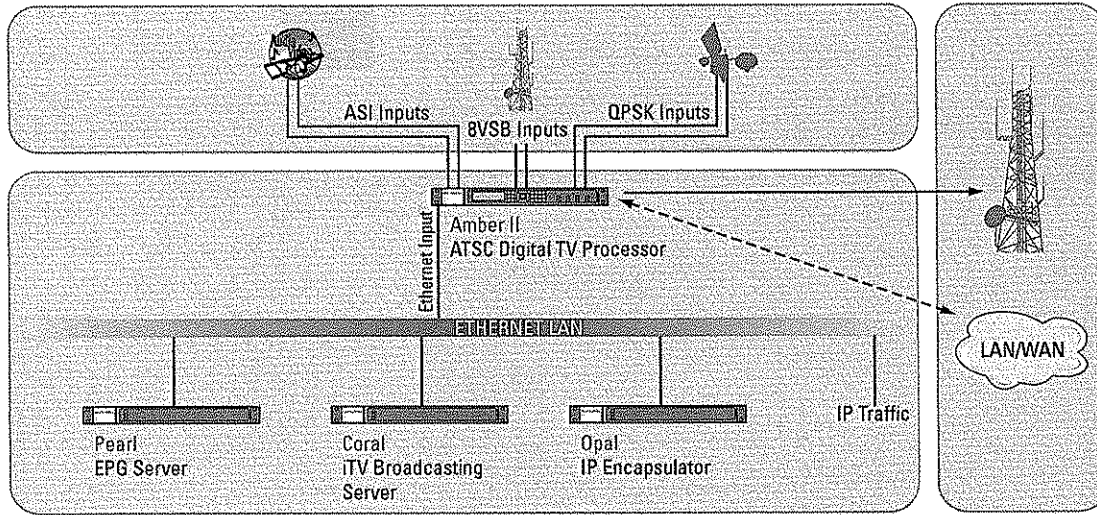 ASI Inputs
8VSB Inputs
QPSK Inputs
Amber II
ATSC Digital TV Processor
Ethernet Input
ETHERNET LAN
LAN/WAN
IP Traffic
Pearl
EPG Server
Coral
iTV Broadcasting
Server
Opal
IP Encapsulator